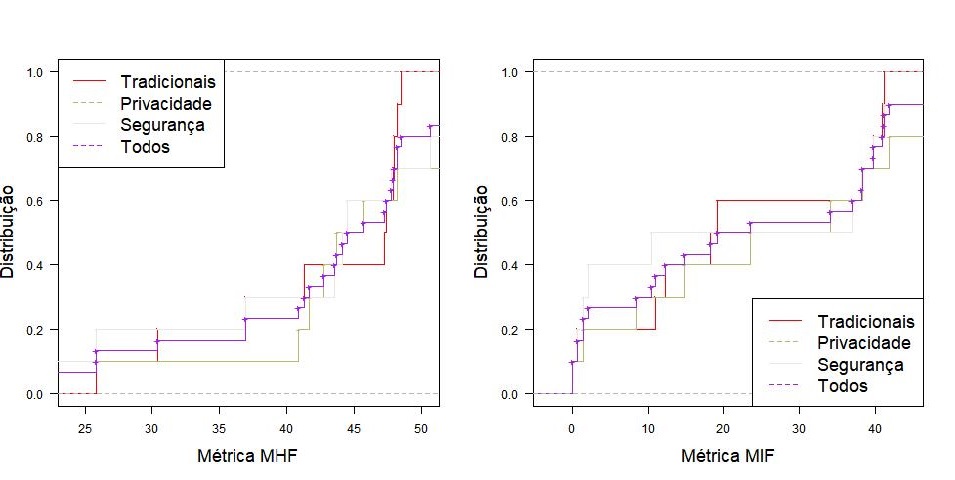 Tradicionais
Privacidade
Segurança
Todos
1.0
0.8
0.6
0.4
0.2
0.0
Distribuição
25 30 35 40 45 50
Métrica MHF
1.0
0.8
0.6
0.4
0.2
0.0
Distribuição
Tradicionais
Privacidade
Segurança
Todos
0 10 20 30 40
Métrica MIF